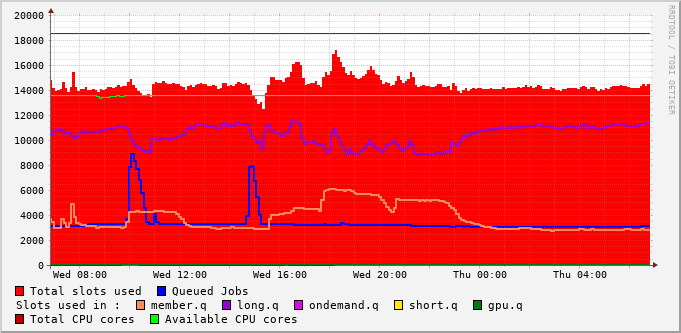 RRDTOOL / TOBI OETIKER
20000
18000
16000
14000
12000
10000
8000
6000
4000
2000
0
Wed 08:00 Wed 12:00 Wed 16:00 Wed 20:00 Thu 00:00 Thu 04:00
Total slots used Queued Jobs
Slots used in : member.q long.q ondemand.q short.q gpu.q
Total CPU cores Available CPU cores